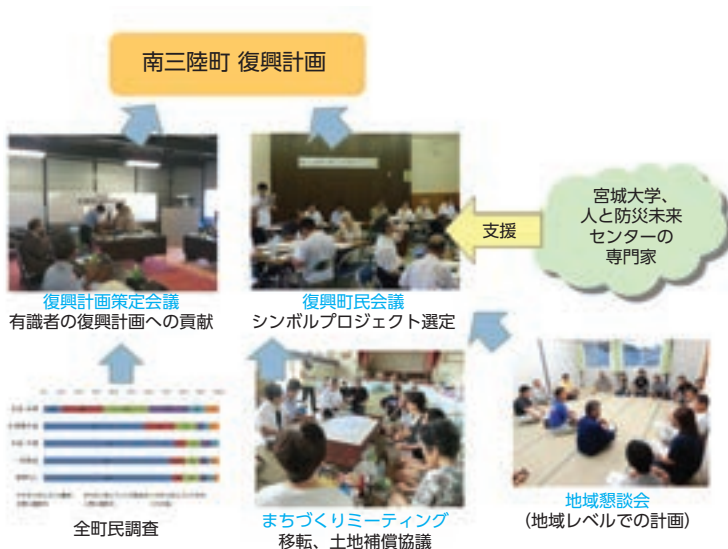 南三陸町 復興計画
宮城大学、
人と防災未来
センターの
専門家
支援
復興計画策定会議
有識者の復興計画への貢献
復興町民会議
シンボルプロジェクト選定
全町民調査
まちづくりミーティング
移転、土地補償協議
地域懇談会
(地域レベルでの計画)